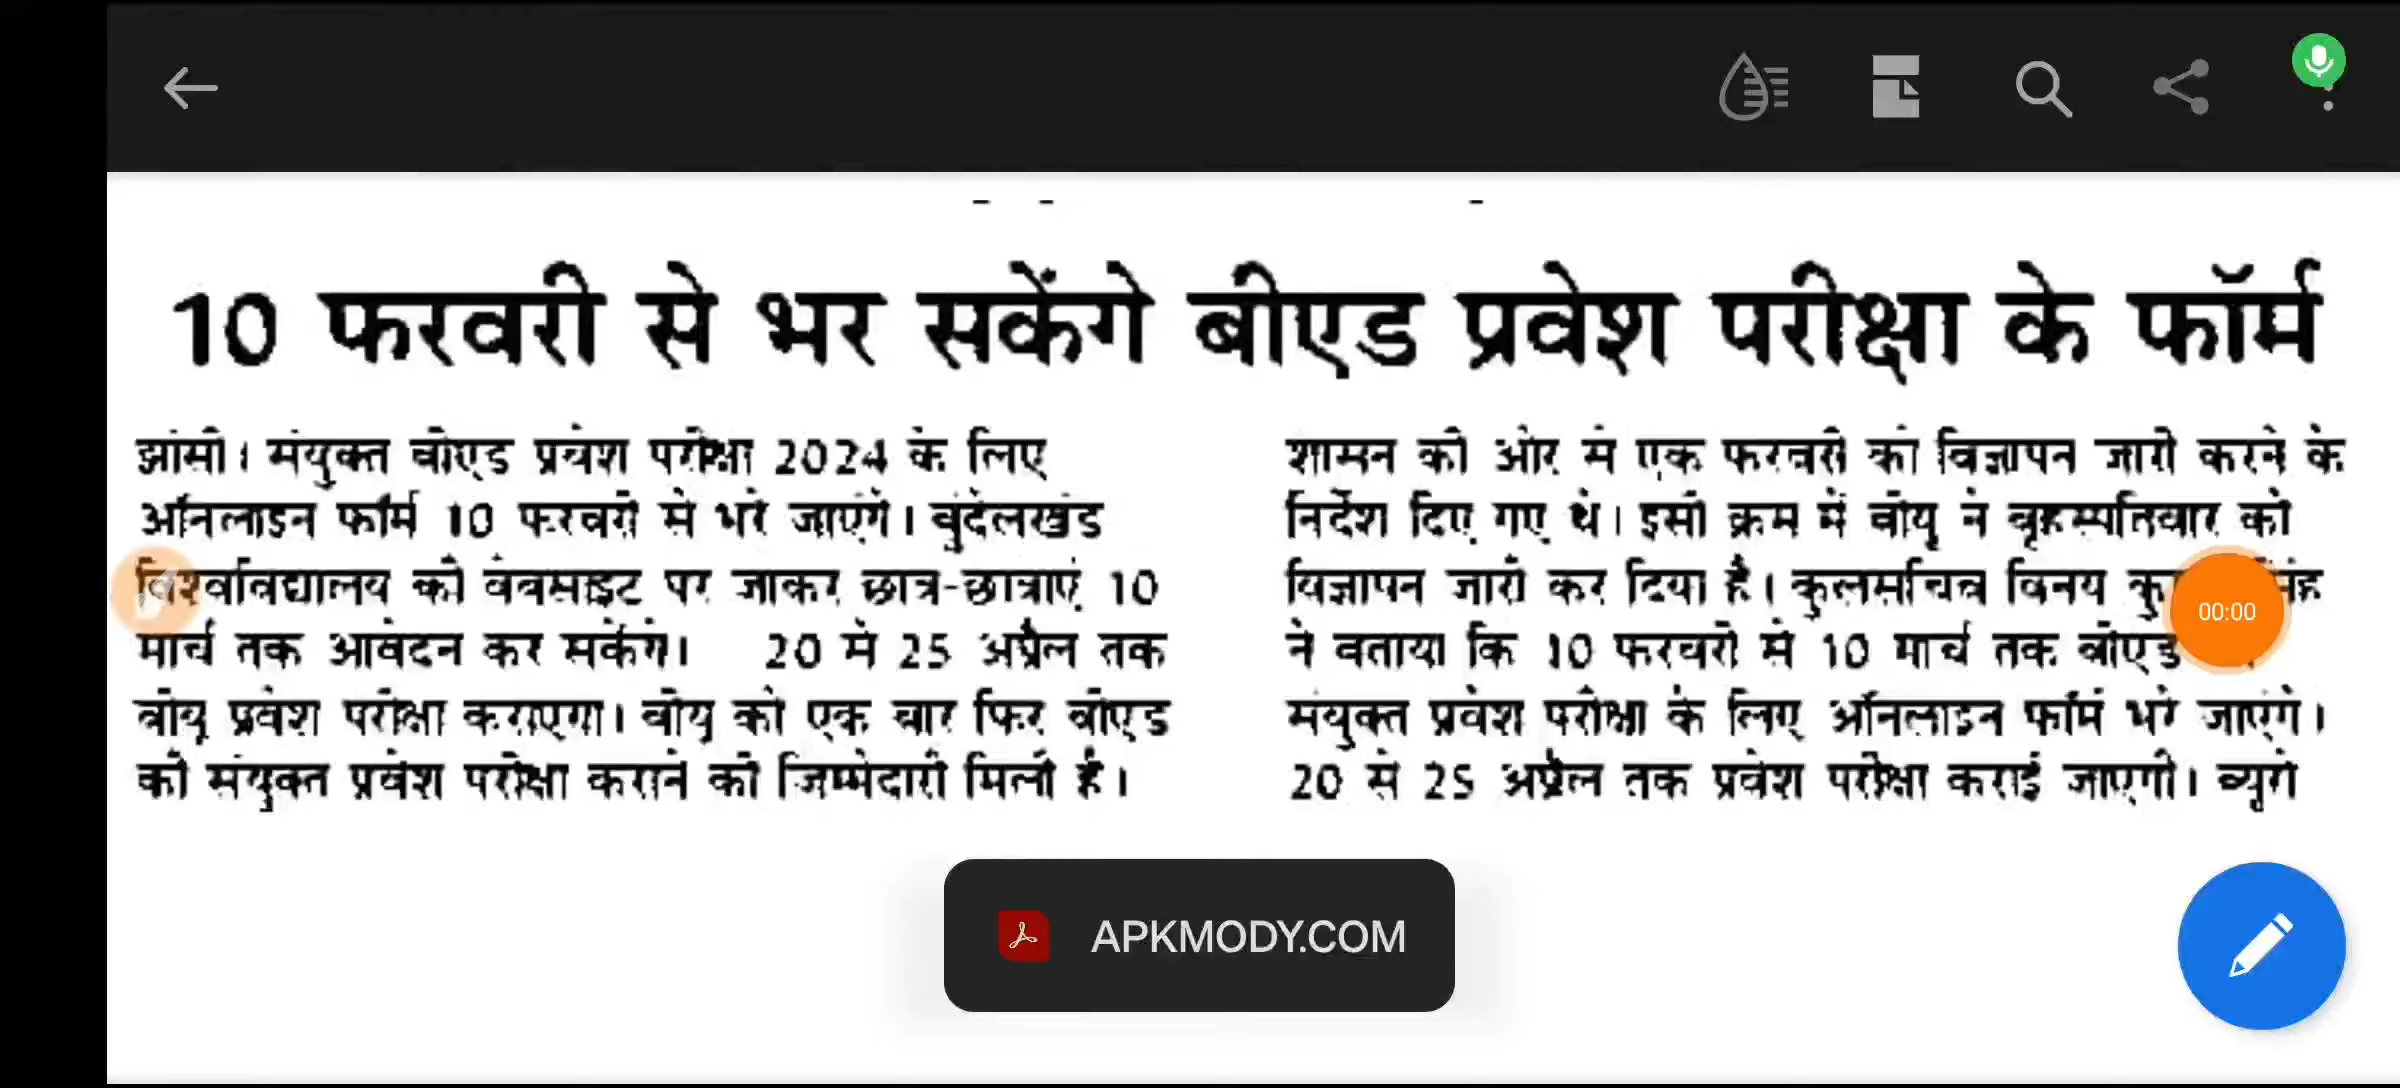 10 फरवरी से भर सकेंगे बीएड प्रवेश परीक्षा के फॉर्म
झांसी। संयुक्त बीएड प्रवेश परीक्षा 2024 के लिए
ऑनलाइन फॉर्म 10 फरवरी से भरे जाएंगे। बुंदेलखंड
विश्वविद्यालय की वेबसाइट पर जाकर छात्र-छात्राएं 10
मार्च तक आवेदन कर सकेंगे। 20 से 25 अप्रैल तक
बीयू प्रवेश परीक्षा कराएगा। बीयू को एक बार फिर बीएड
की संयुक्त प्रवेश परीक्षा कराने की जिम्मेदारी मिली है।
शासन की ओर से एक फरवरी को विज्ञापन जारी करने के
निर्देश दिए गए थे। इसी क्रम में बीयू ने बृहस्पतिवार को
विज्ञापन जारी कर दिया है। कुलसचिव विनय
ने बताया कि 10 फरवरी से 10 मार्च तक बीएड
संयुक्त प्रवेश परीक्षा के लिए ऑनलाइन फॉर्म भरे जाएंगे।
20 से 25 अप्रैल तक प्रवेश परीक्षा कराई जाएगी। ब्यूरो
00:00
APKMODY.COM